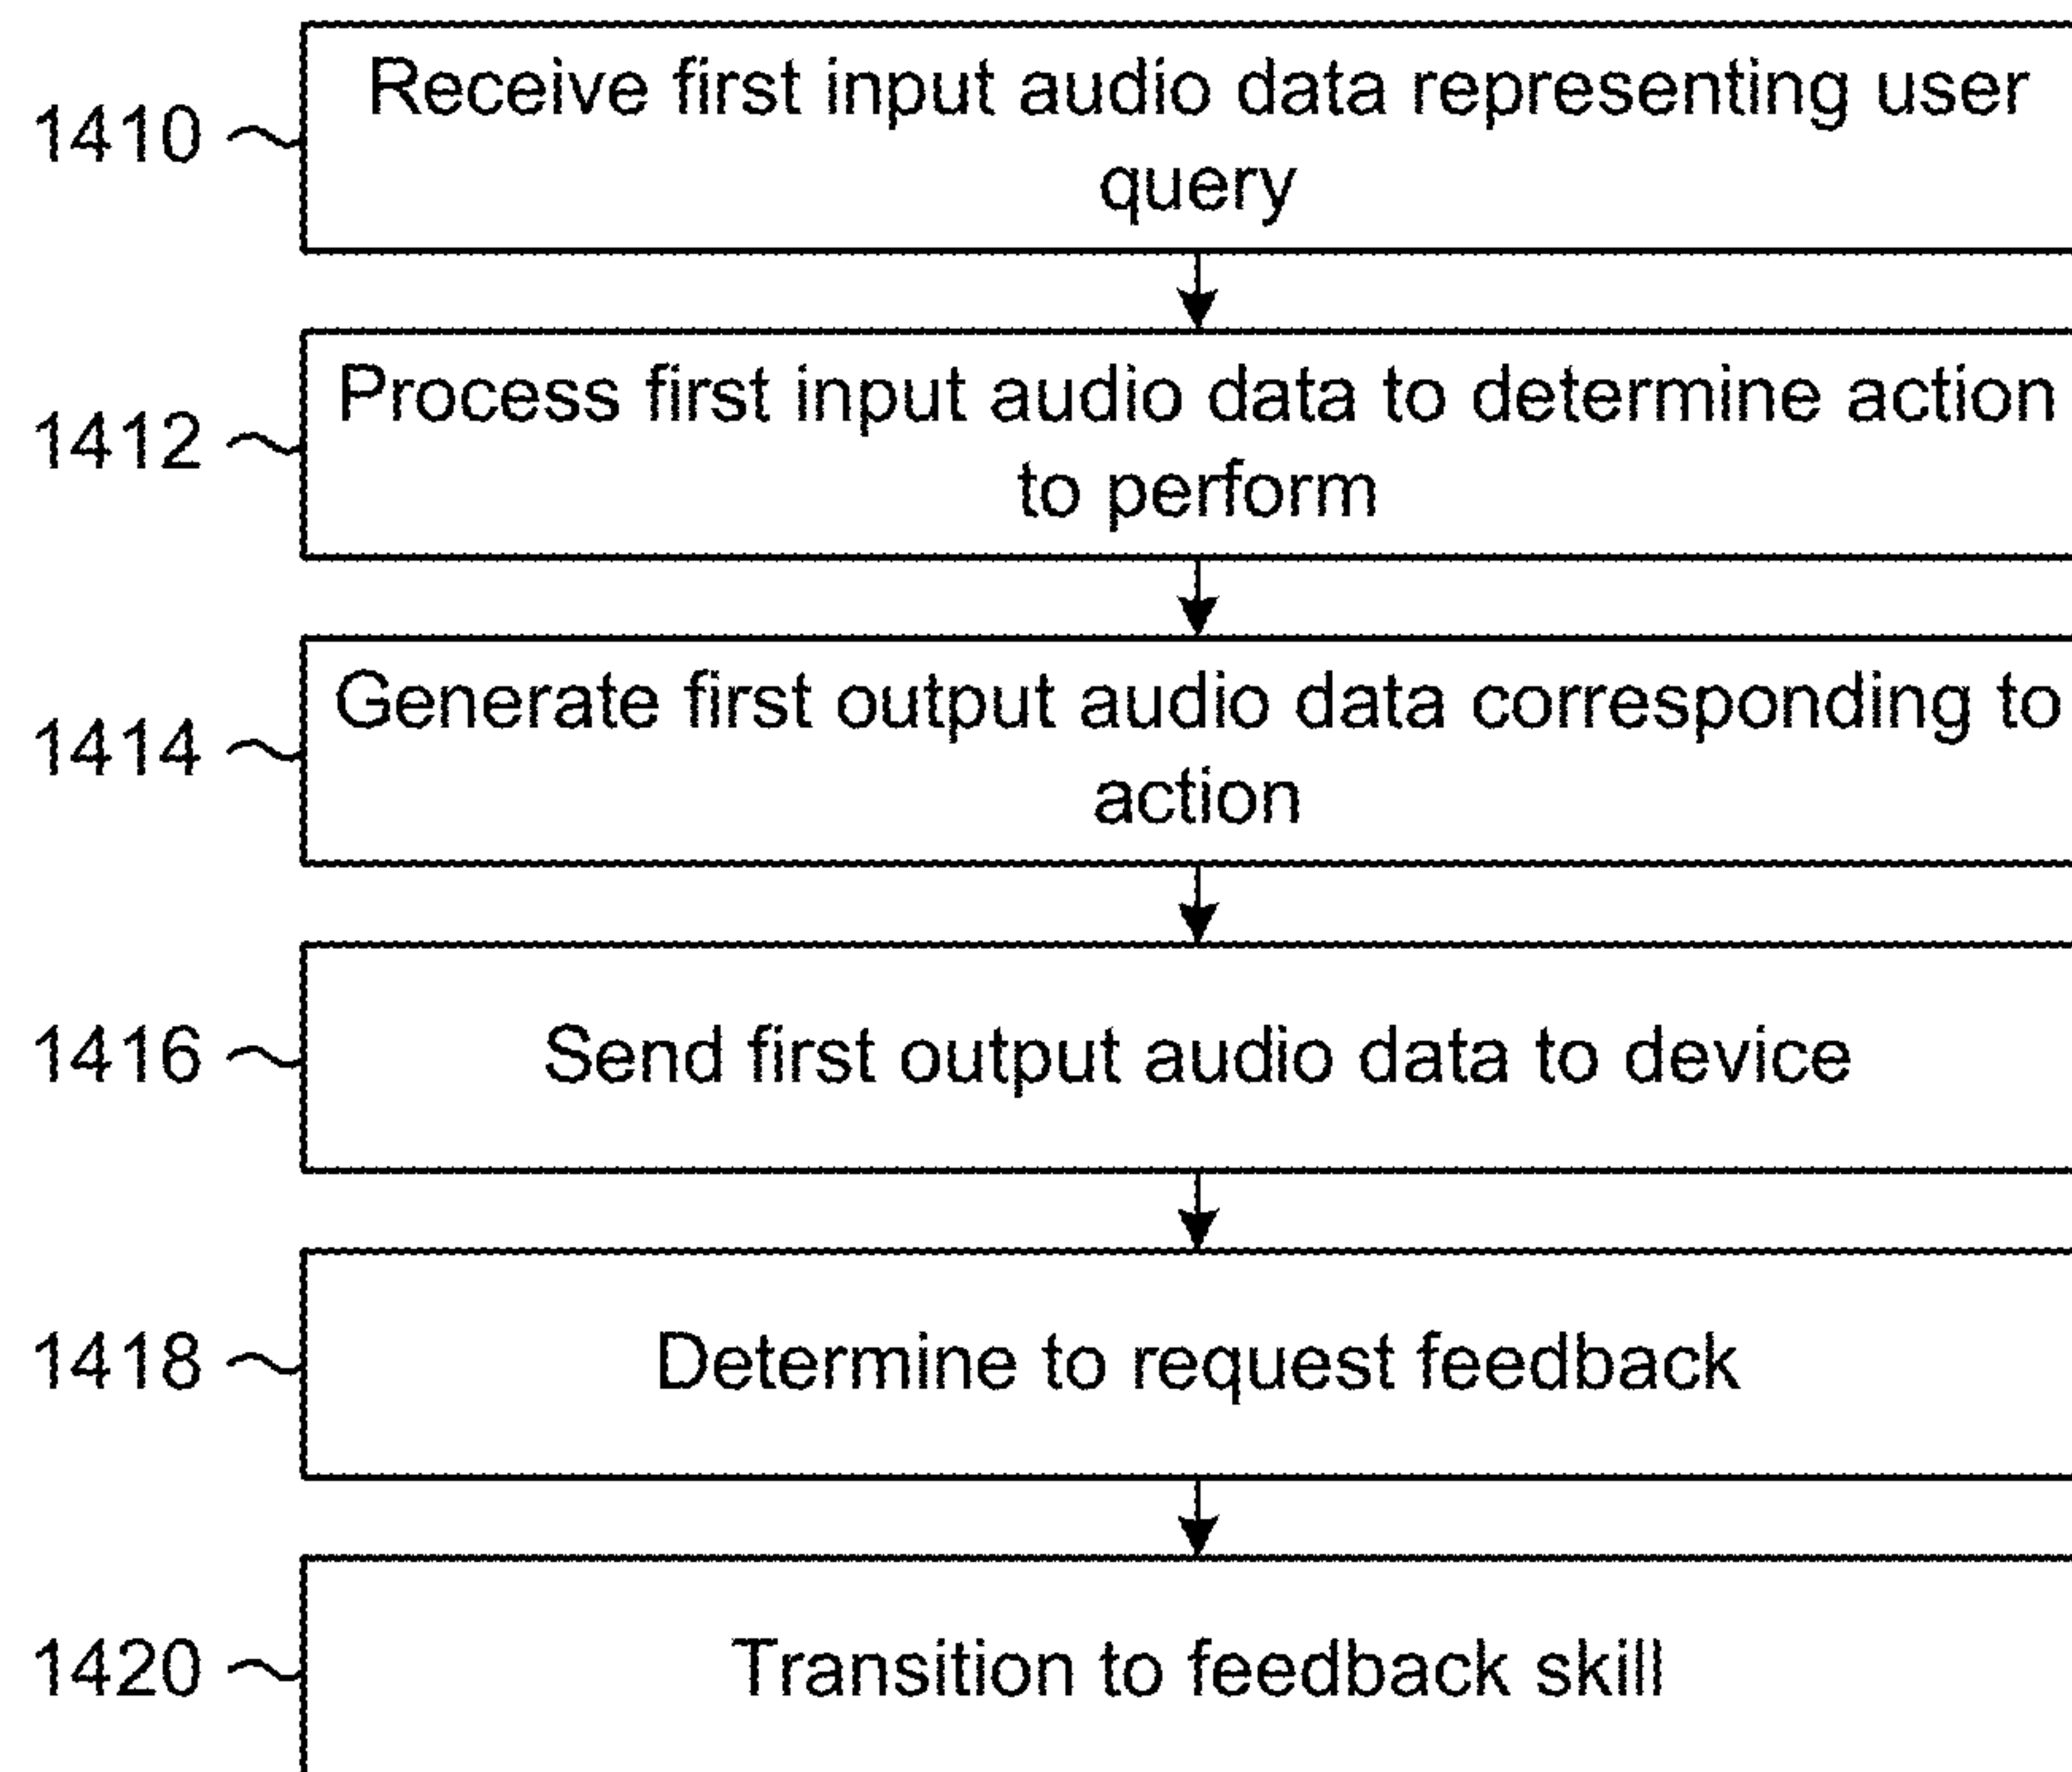 1410
Receive first input audio data representing user
query
1412
Process first input audio data to determine action
to perform
1414
Generate first output audio data corresponding to
action
1416
Send first output audio data to device
1418
Determine to request feedback
1420
Transition to feedback skill